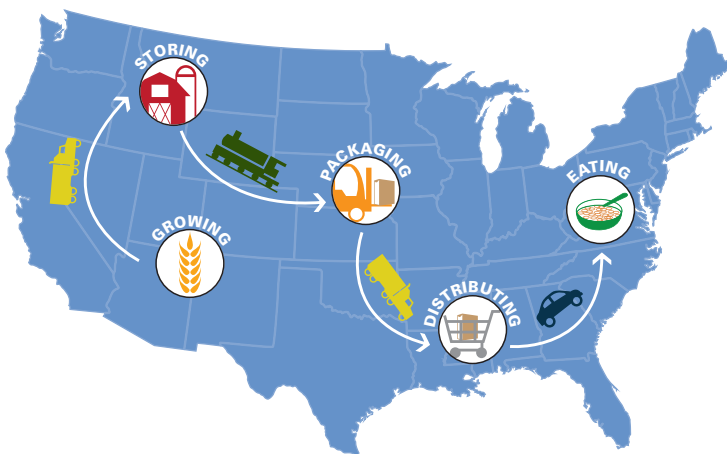 STORING
PACKAGING
EATING
GROWING
DISTRIBUTING